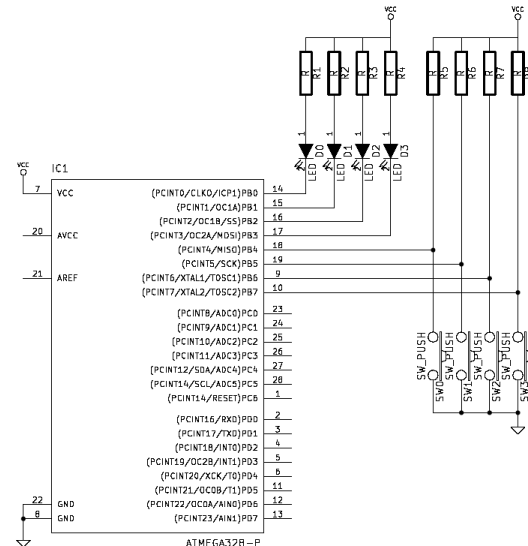 VCC
VCC
R R1
R R2
R R3
R R4
R R5
R R6
R R7
R R8
1 1 1 1
2 2 2 2
LED D0
LED D1
LED D2
LED D3
VCC
IC1
7 VCC
20 AVCC
21 AREF
22 GND
8 GND
(PCINT0/CLKO/ICP1)PB0 14
(PCINT1/OC1A)PB1 15
(PCINT2/OC1B/SS)PB2 16
(PCINT3/OC2A/MOSI)PB3 17
(PCINT4/MISO)PB4 18
(PCINT5/SCK)PB5 19
(PCINT6/XTAL1/TOSC1)PB6 9
(PCINT7/XTAL2/TOSC2)PB7 10
(PCINT8/ADC0)PC0 23
(PCINT9/ADC1)PC1 24
(PCINT10/ADC2)PC2 25
(PCINT11/ADC3)PC3 26
(PCINT12/SDA/ADC4)PC4 27
(PCINT14/SCL/ADC5)PC5 28
(PCINT14/RESET)PC6 1
(PCINT16/RXD)PD0 2
(PCINT17/TXD)PD1 3
(PCINT18/INT0)PD2 4
(PCINT19/OC2B/INT1)PD3 5
(PCINT20/XCK/T0)PD4 6
(PCINT21/OC0B/T1)PD5 11
(PCINT22/OC0A/AIN0)PD6 12
(PCINT23/AIN1)PD7 13
SW_PUSH SW0
SW_PUSH SW1
SW_PUSH SW2
SW_PUSH SW3
ATMEGA328-P